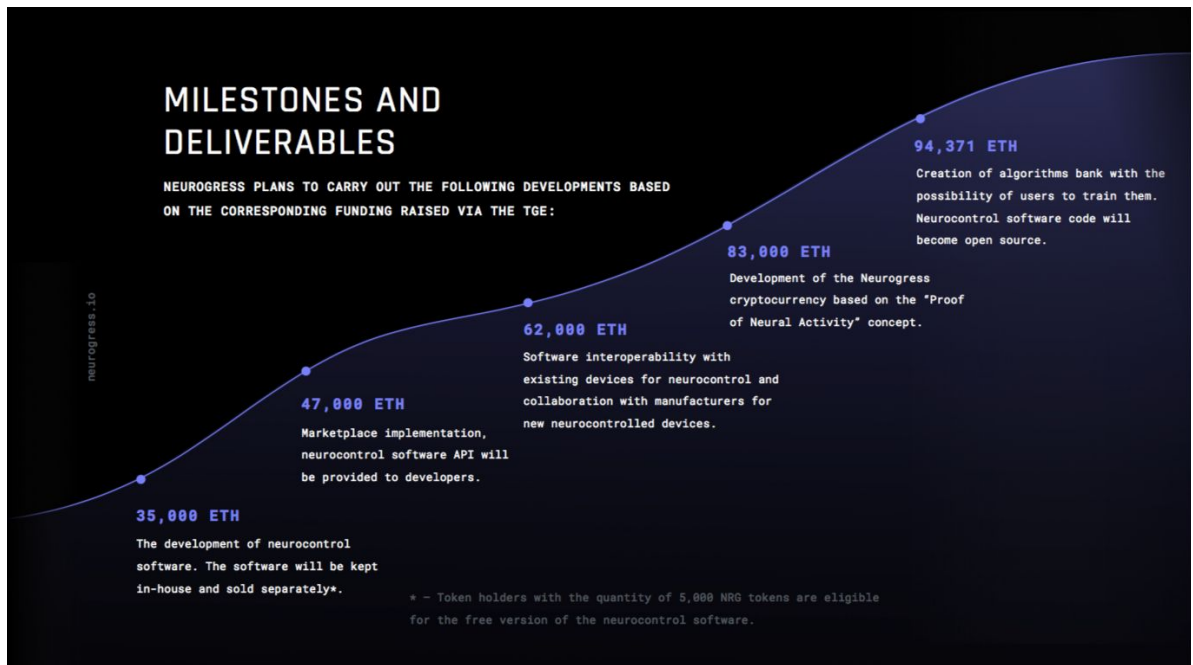 MILESTONES AND
DELIVERABLES
NEUROGRESS PLANS TO CARRY OUT THE FOLLOWING DEVELOPMENTS BASED
ON THE CORRESPONDING FUNDING RAISED VIA THE TGE:
neurogress.io
35,000 ETH
The development of neurocontrol
software. The software will be kept
in-house and sold separately*.
47,000 ETH
Marketplace implementation,
neurocontrol software API will
be provided to developers.
62,000 ETH
Software interoperability with
existing devices for neurocontrol and
collaboration with manufacturers for
new neurocontrolled devices.
83,000 ETH
Development of the Neurogress
cryptocurrency based on the "Proof
of Neural Activity" concept.
94,371 ETH
Creation of algorithms bank with the
possibility of users to train them.
Neurocontrol software code will
become open source.
* — Token holders with the quantity of 5,000 NRG tokens are eligible
for the free version of the neurocontrol software.